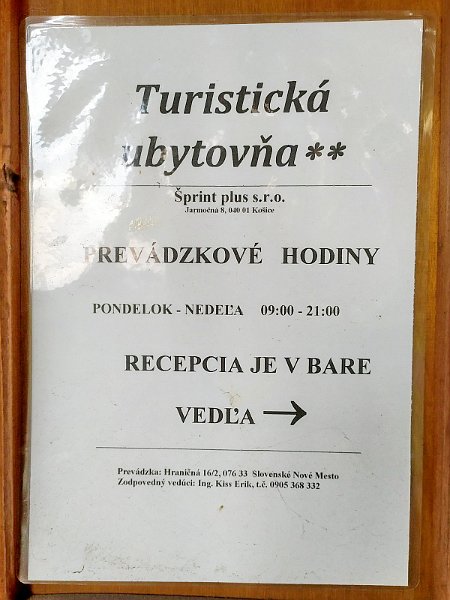 Turistická
ubytovňa**
Šprint plus s.r.o.
Jarmočná 8, 040 01 Košice
PREVÁDZKOVÉ HODINY
PONDELOK - NEDEĽA 09:00 - 21:00
RECEPCIA JE V BARE
VEDĽA →
Prevádzka: Hraničná 16/2, 076 33 Slovenské Nové Mesto
Zodpovedný vedúci: Ing. Kiss Erik, t.č. 0905 368 332